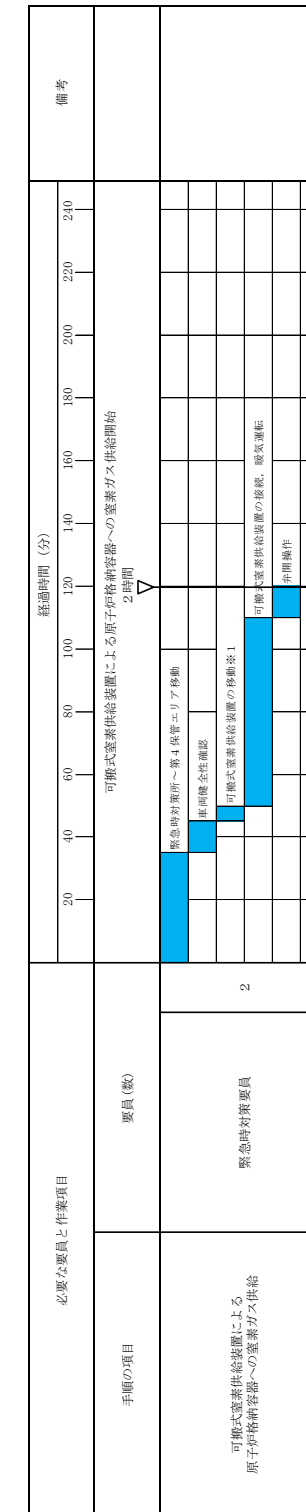 必要な要員と作業項目
経過時間（分）
備考
20 40 60 80 100 120 140 160 180 200 220 240
手順の項目
要員(数)
可搬式窒素供給装置による原子炉格納容器への窒素ガス供給開始
2時間
可搬式窒素供給装置による
原子炉格納容器への窒素ガス供給
緊急時対策要員
2
緊急時対策所～第４保管エリア移動
車両健全性確認
可搬式窒素供給装置の移動※１
可搬式窒素供給装置の接続，暖気運転
弁開操作